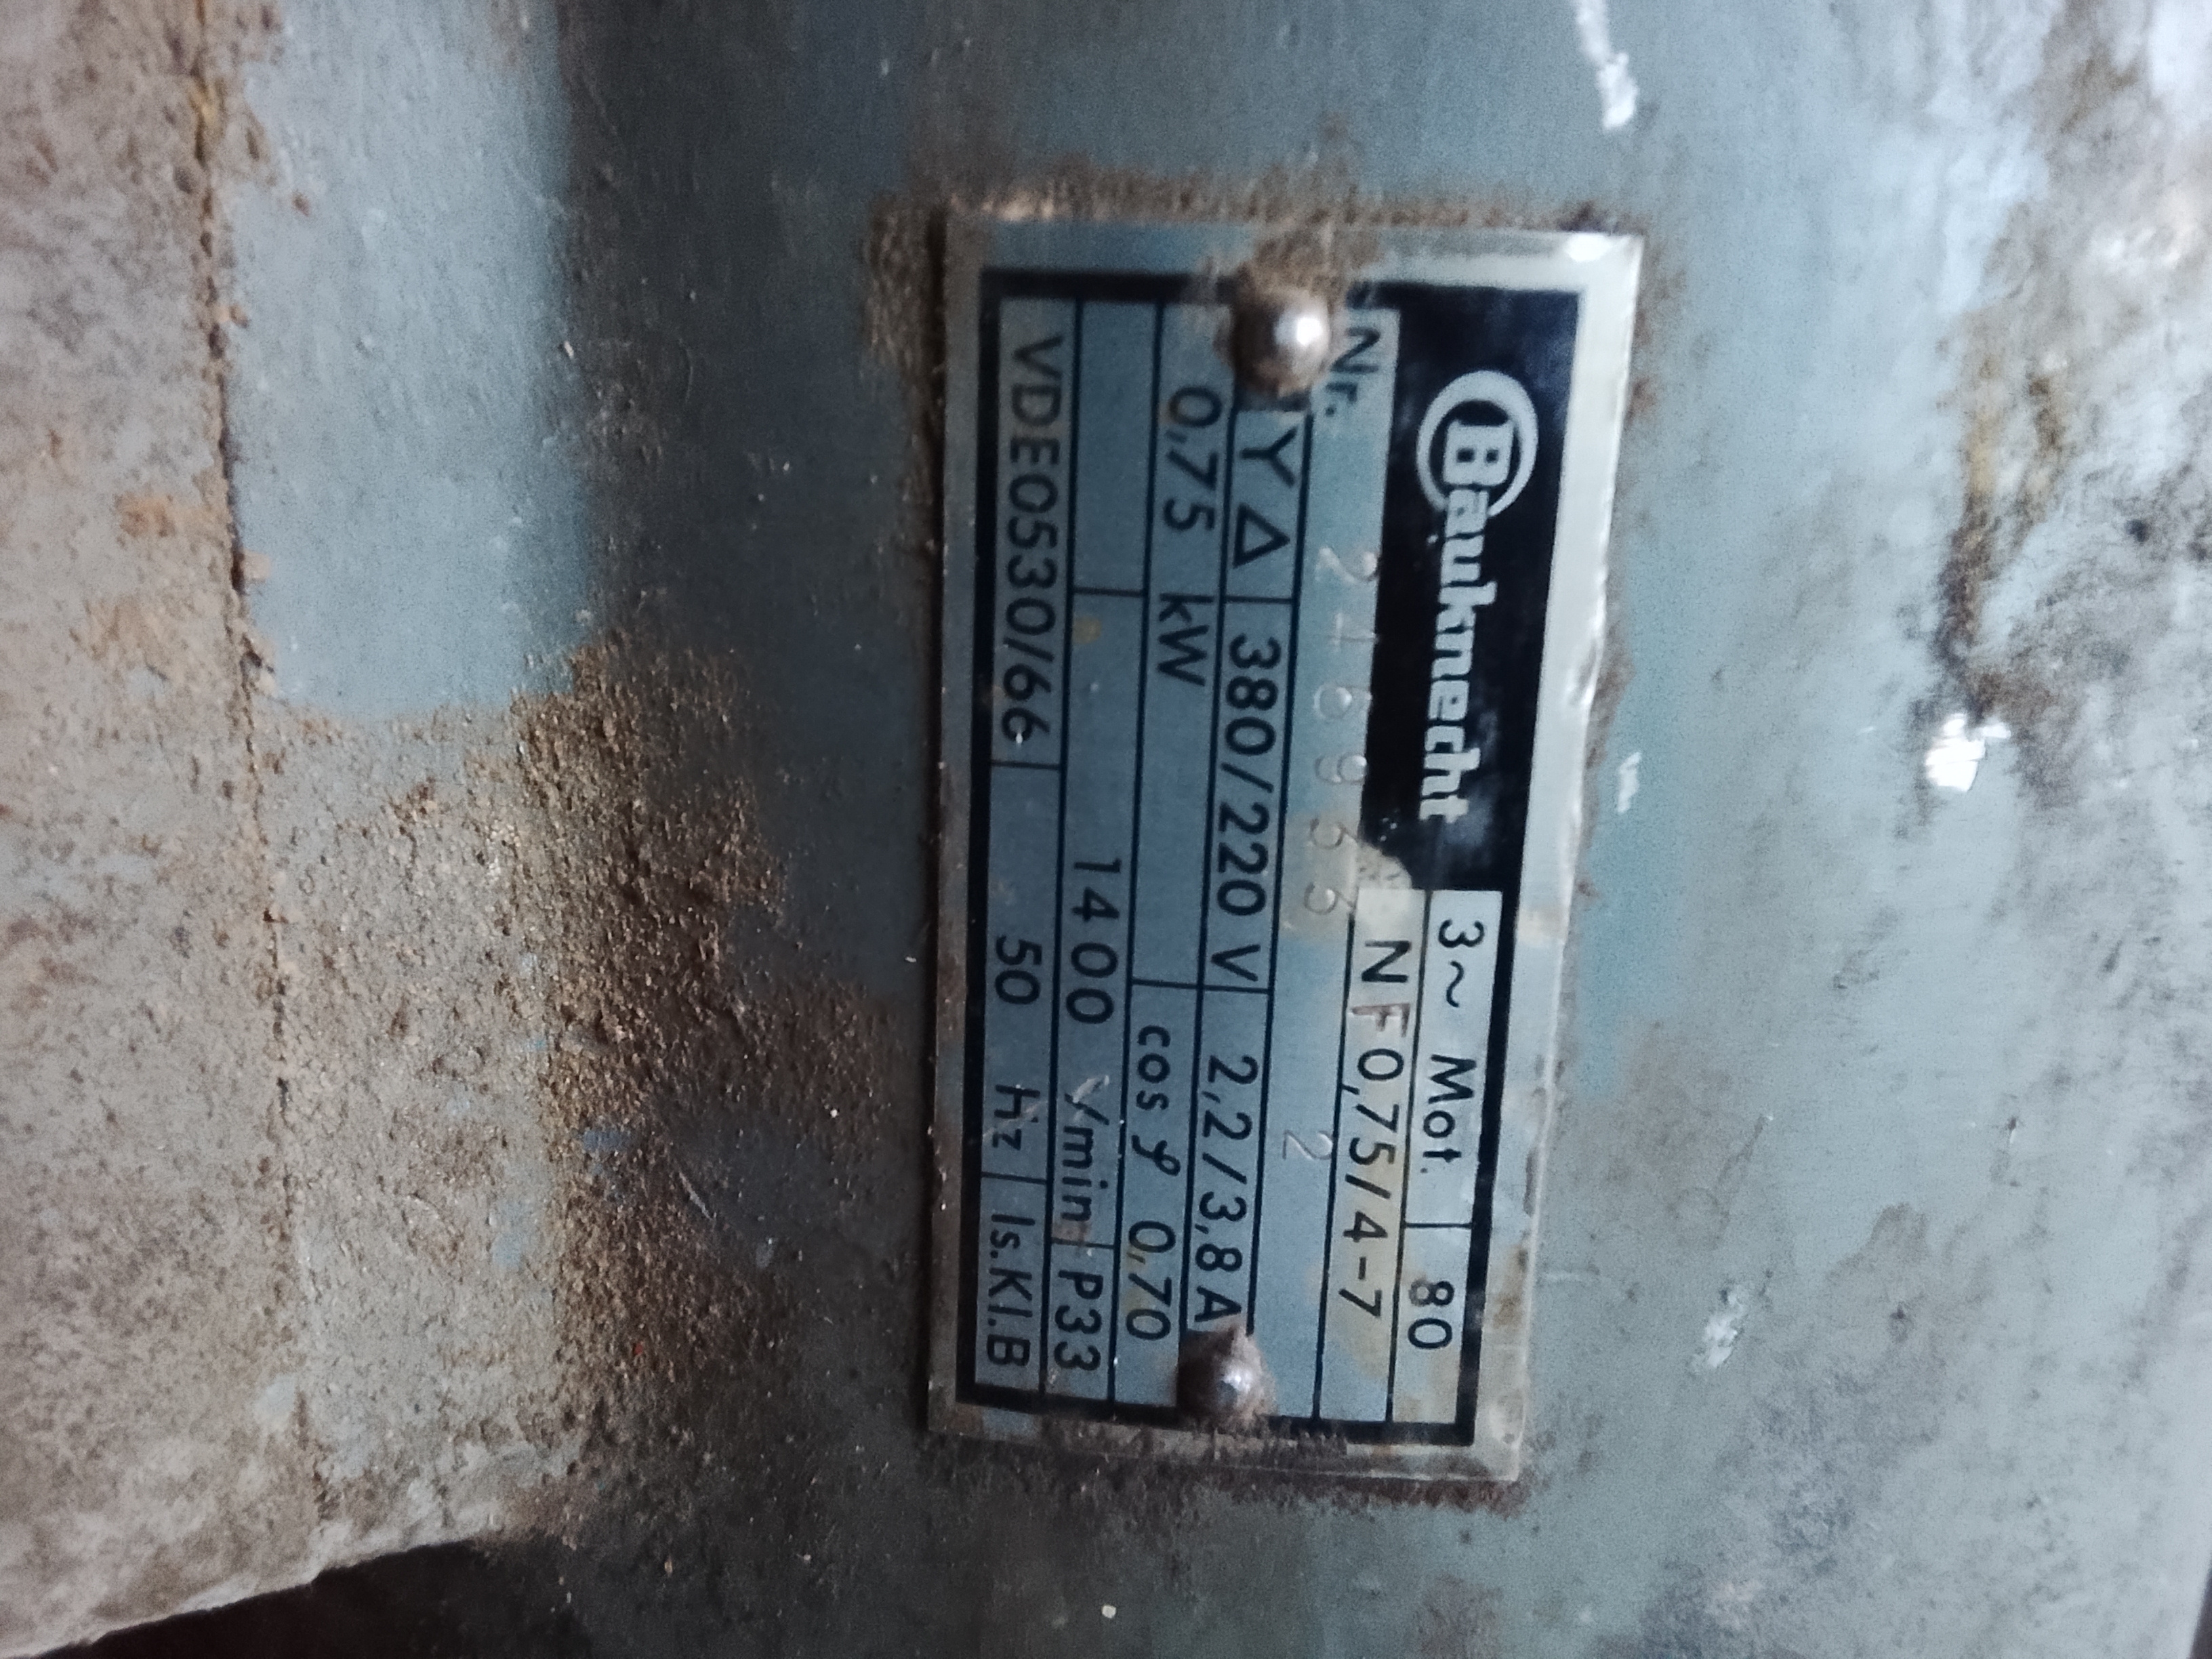 Bauknecht
3~ Mot. 80
NF0,75/4-7
Nr. 2
Y Δ 380/220 V 2,2/3,8 A
0,75 kW cos φ 0,70
1400 1/min P33
VDE0530/66 50 Hz Is.Kl.B